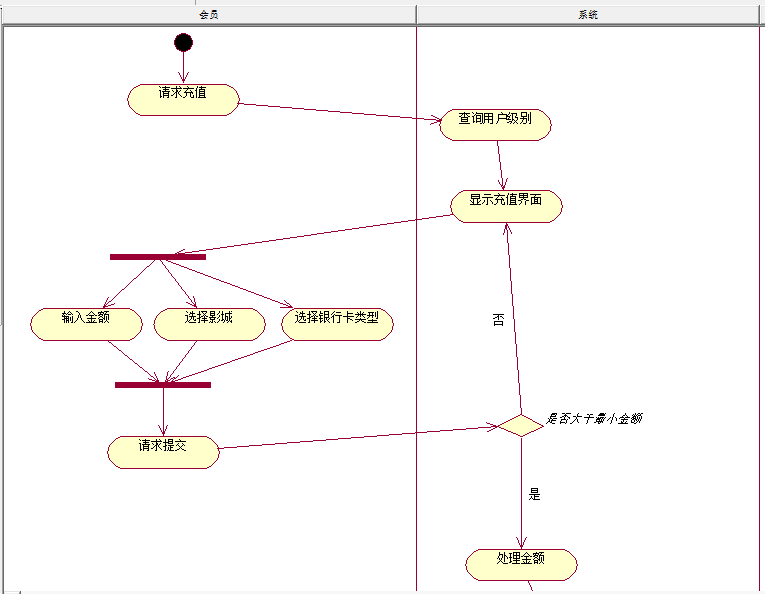 会员
系统
请求充值
查询用户级别
显示充值界面
输入金额
选择影城
选择银行卡类型
否
是否大于最小金额
请求提交
是
处理金额